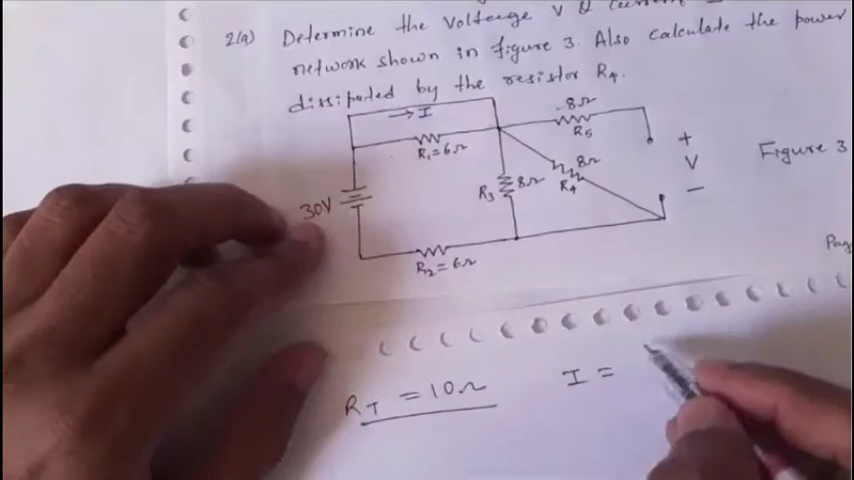 2(a) Determine the Voltage V &
network shown in figure 3. Also calculate the power
dissipated by the resistor R4.
→ I
8Ω
R5
R1 = 6Ω
+
V
−
Figure 3
R3
8Ω
8Ω
R4
30V
R2 = 6Ω
RT = 10Ω
I =